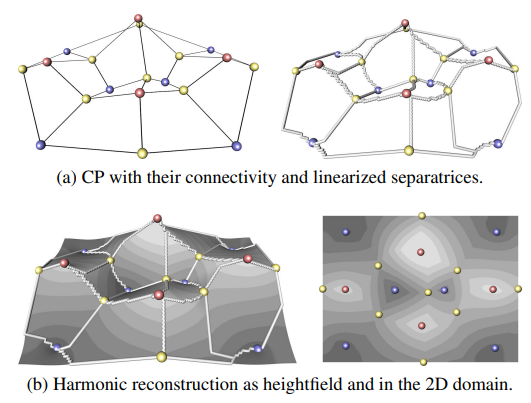 (a) CP with their connectivity and linearized separatrices.
(b) Harmonic reconstruction as heightfield and in the 2D domain.